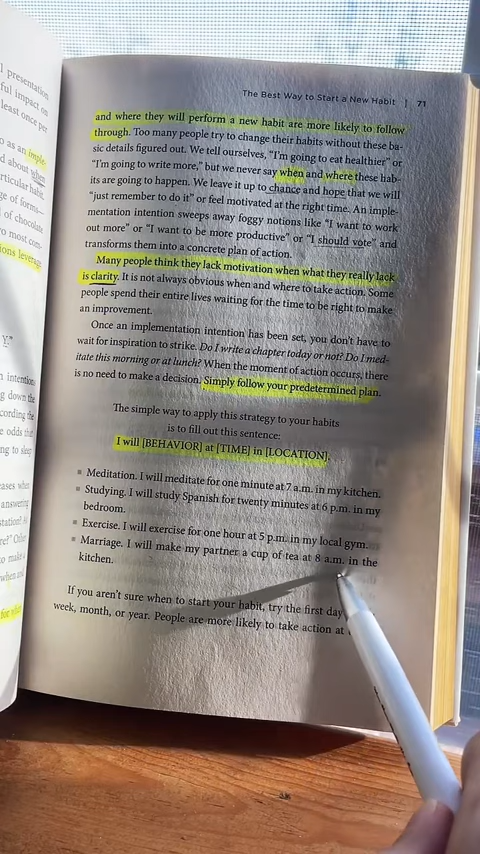 l presentation
ful impact on
least once per
o as an imple-
d about when
rticular habit.
ge of forms—
l of chocolate
o most com-
ions leverage
Y."
n intention
g down the
cording the
e odds that
ng to sleep
ases when
answering
station? At
re?" Other
to make a
when and
for when
The Best Way to Start a New Habit | 71
and where they will perform a new habit are more likely to follow
through. Too many people try to change their habits without these ba-
sic details figured out. We tell ourselves, "I'm going to eat healthier" or
"I'm going to write more," but we never say when and where these hab-
its are going to happen. We leave it up to chance and hope that we will
"just remember to do it" or feel motivated at the right time. An imple-
mentation intention sweeps away foggy notions like "I want to work
out more" or "I want to be more productive" or "I should vote" and
transforms them into a concrete plan of action.
Many people think they lack motivation when what they really lack
is clarity. It is not always obvious when and where to take action. Some
people spend their entire lives waiting for the time to be right to make
an improvement.
Once an implementation intention has been set, you don't have to
wait for inspiration to strike. Do I write a chapter today or not? Do I med-
itate this morning or at lunch? When the moment of action occurs, there
is no need to make a decision. Simply follow your predetermined plan.
The simple way to apply this strategy to your habits
is to fill out this sentence:
I will [BEHAVIOR] at [TIME] in [LOCATION].
▪ Meditation. I will meditate for one minute at 7 a.m. in my kitchen.
▪ Studying. I will study Spanish for twenty minutes at 6 p.m. in my
bedroom.
▪ Exercise. I will exercise for one hour at 5 p.m. in my local gym.
▪ Marriage. I will make my partner a cup of tea at 8 a.m. in the
kitchen.
If you aren't sure when to start your habit, try the first day
week, month, or year. People are more likely to take action at